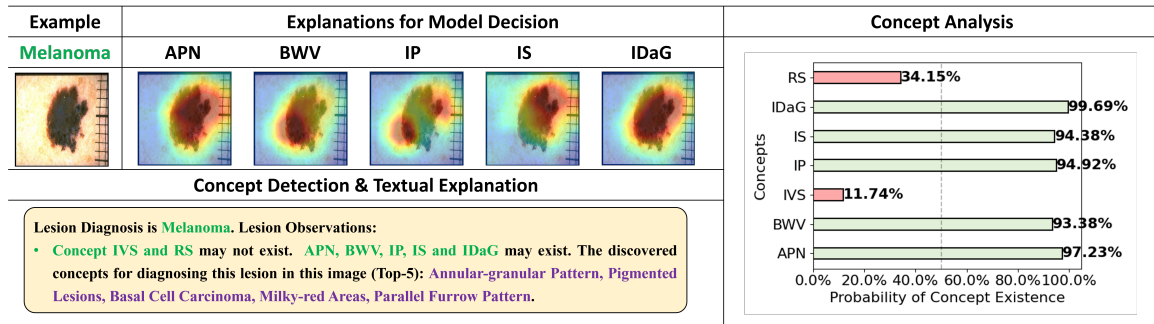 Example
Explanations for Model Decision
Concept Analysis
Melanoma
APN
BWV
IP
IS
IDaG
Concept Detection & Textual Explanation
Lesion Diagnosis is Melanoma. Lesion Observations:
• Concept IVS and RS may not exist. APN, BWV, IP, IS and IDaG may exist. The discovered
concepts for diagnosing this lesion in this image (Top-5): Annular-granular Pattern, Pigmented
Lesions, Basal Cell Carcinoma, Milky-red Areas, Parallel Furrow Pattern.
Concepts
RS 34.15%
IDaG 99.69%
IS 94.38%
IP 94.92%
IVS 11.74%
BWV 93.38%
APN 97.23%
0.0% 20.0% 40.0% 60.0% 80.0% 100.0%
Probability of Concept Existence